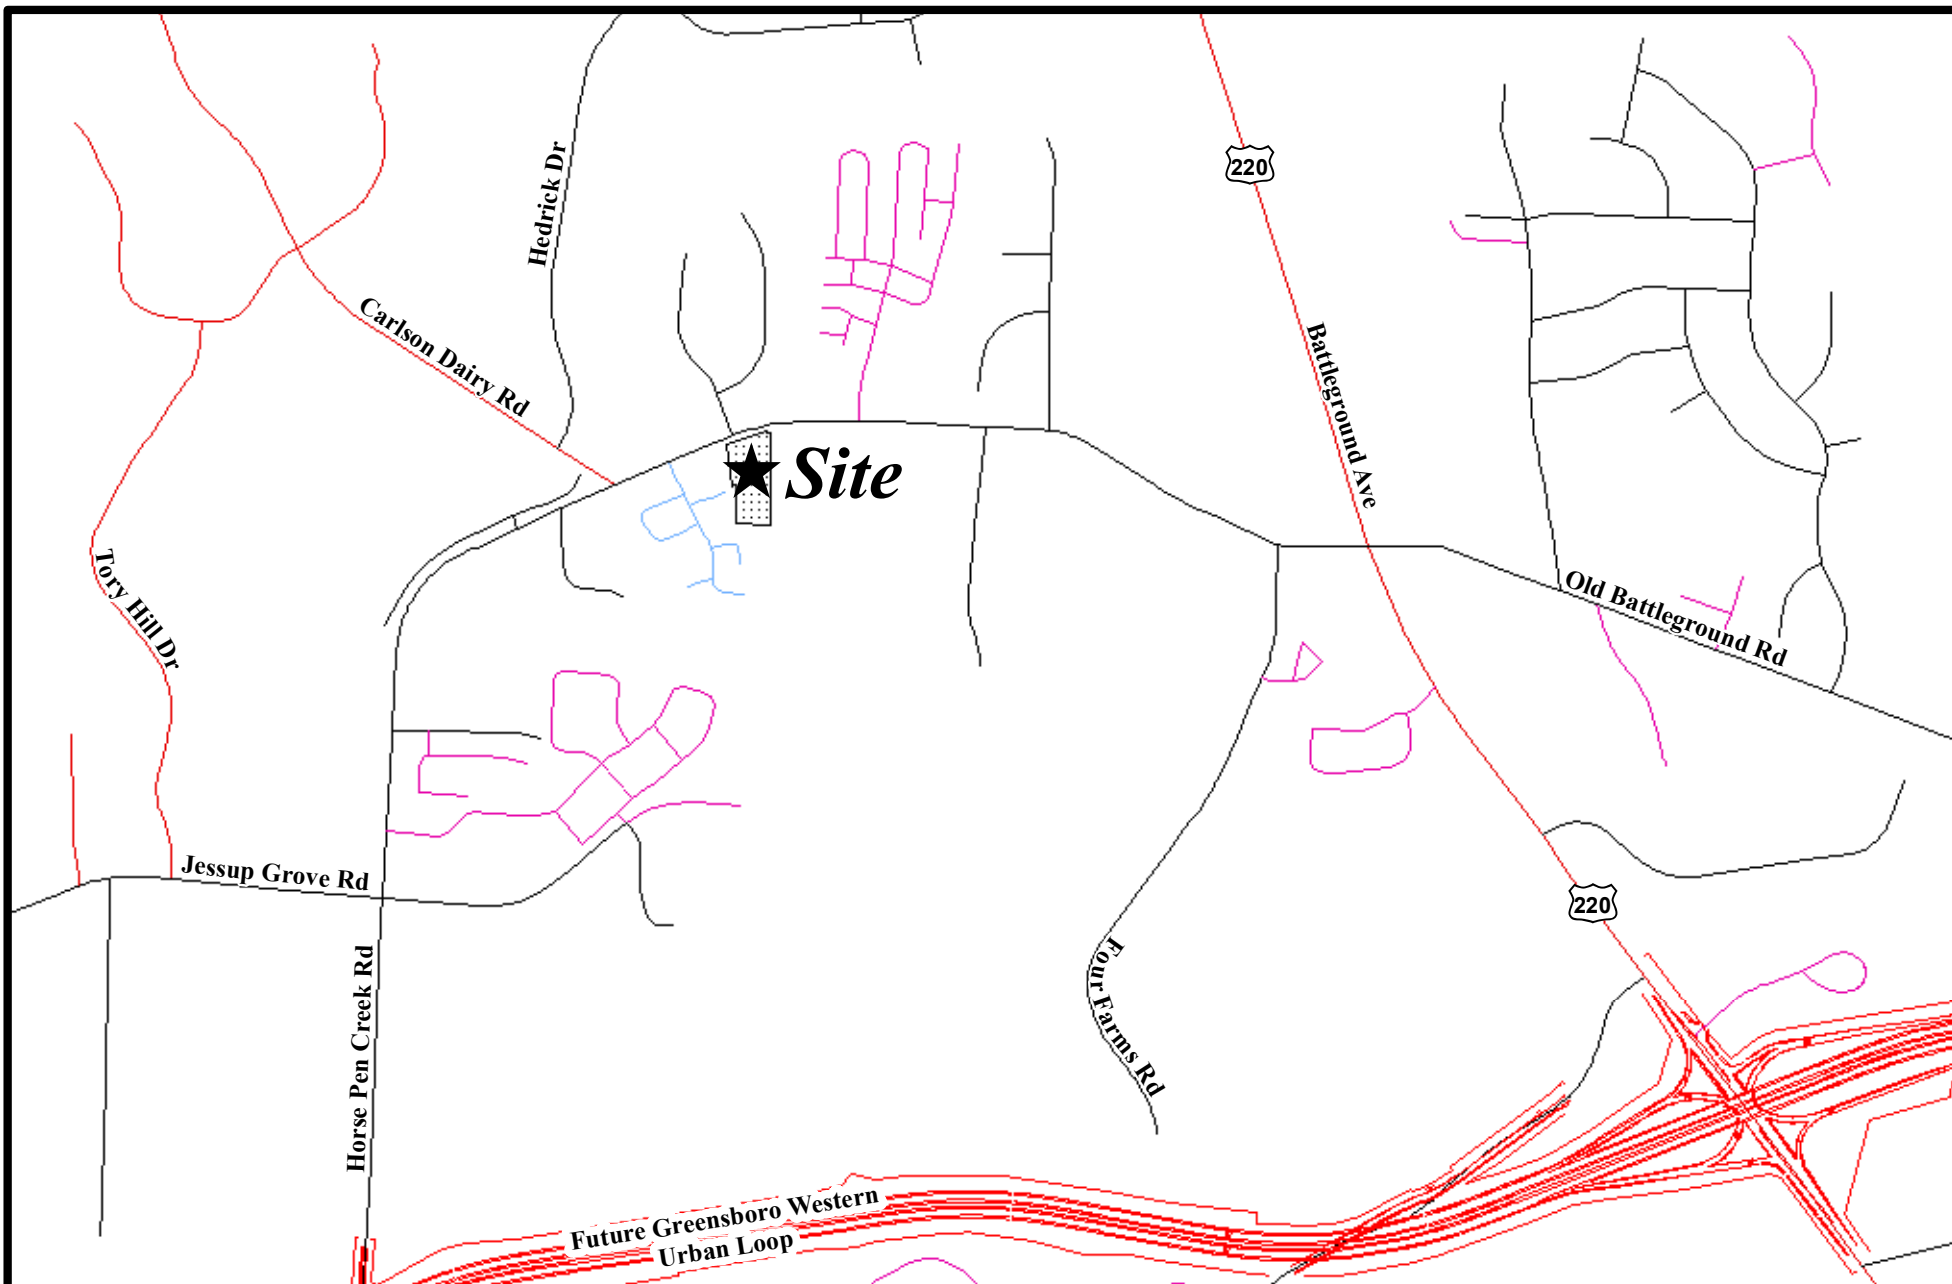 Hedrick Dr
220
Carlson Dairy Rd
Battleground Ave
Site
Tory Hill Dr
Old Battleground Rd
Jessup Grove Rd
220
Horse Pen Creek Rd
Four Farms Rd
Future Greensboro Western
Urban Loop